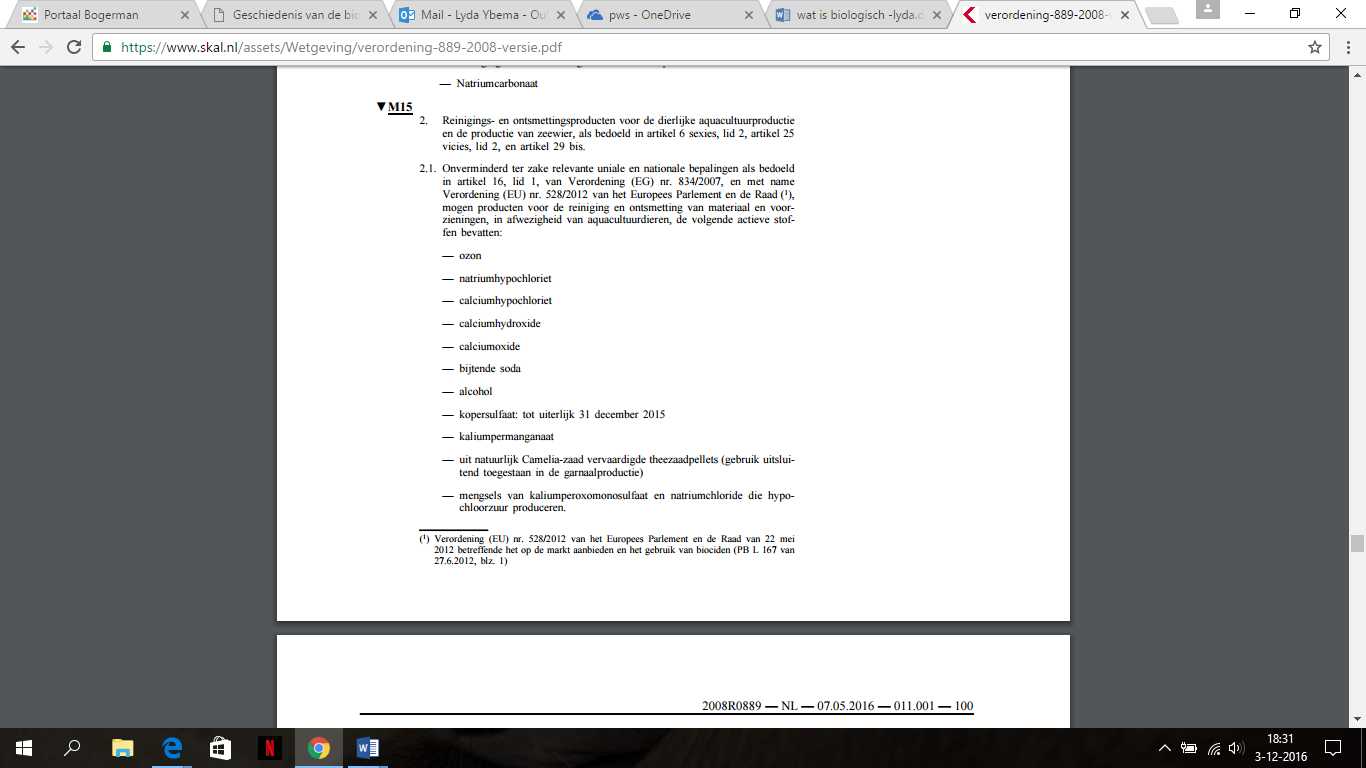 Portaal Bogerman
Geschiedenis van de bio
Mail - Lyda Ybema - Ou
pws - OneDrive
wat is biologisch -lyda.d
verordening-889-2008-
https://www.skal.nl/assets/Wetgeving/verordening-889-2008-versie.pdf
— Natriumcarbonaat
▼M15
2. Reinigings- en ontsmettingsproducten voor de dierlijke aquacultuurproductie
en de productie van zeewier, als bedoeld in artikel 6 sexies, lid 2, artikel 25
vicies, lid 2, en artikel 29 bis.
2.1. Onverminderd ter zake relevante uniale en nationale bepalingen als bedoeld
in artikel 16, lid 1, van Verordening (EG) nr. 834/2007, en met name
Verordening (EU) nr. 528/2012 van het Europees Parlement en de Raad (¹),
mogen producten voor de reiniging en ontsmetting van materiaal en voor-
zieningen, in afwezigheid van aquacultuurdieren, de volgende actieve stof-
fen bevatten:
— ozon
— natriumhypochloriet
— calciumhypochloriet
— calciumhydroxide
— calciumoxide
— bijtende soda
— alcohol
— kopersulfaat: tot uiterlijk 31 december 2015
— kaliumpermanganaat
— uit natuurlijk Camelia-zaad vervaardigde theezaadpellets (gebruik uitslui-
tend toegestaan in de garnaalproductie)
— mengsels van kaliumperoxomonosulfaat en natriumchloride die hypo-
chloorzuur produceren.
(¹) Verordening (EU) nr. 528/2012 van het Europees Parlement en de Raad van 22 mei
2012 betreffende het op de markt aanbieden en het gebruik van biociden (PB L 167 van
27.6.2012, blz. 1)
2008R0889 — NL — 07.05.2016 — 011.001 — 100
18:31
3-12-2016